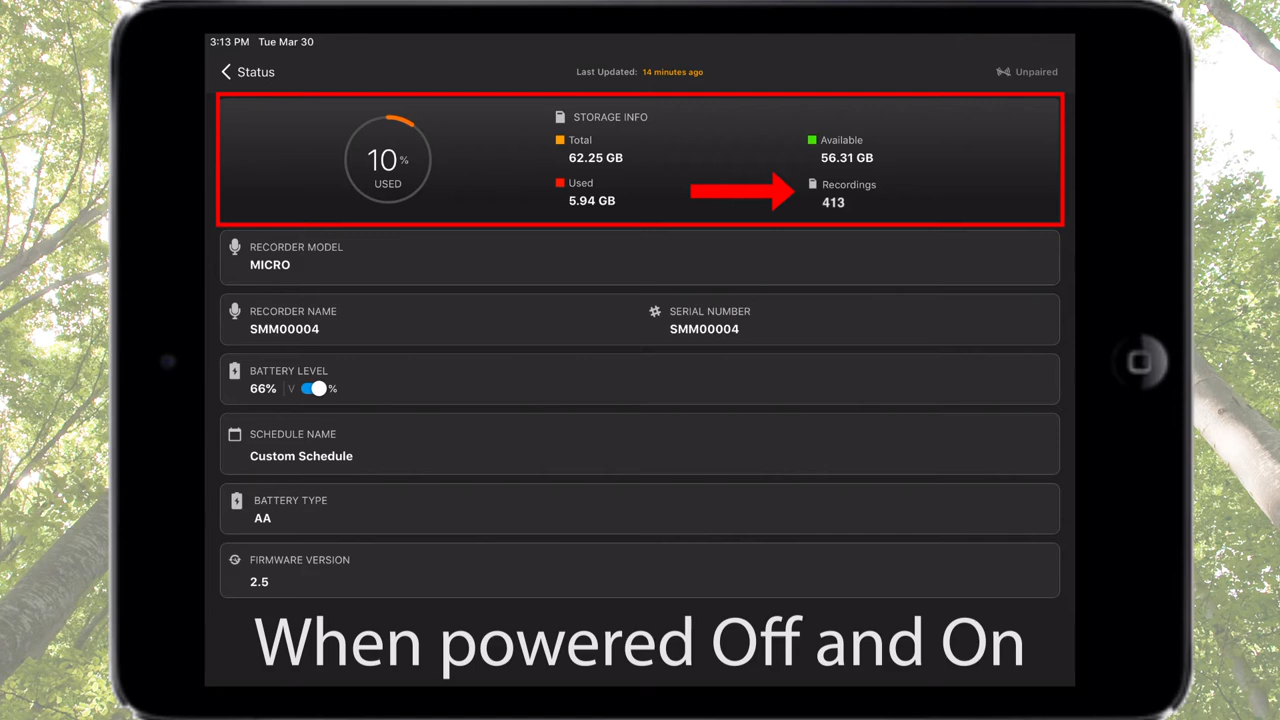 3:13 PM Tue Mar 30
Status
Last Updated: 14 minutes ago
Unpaired
10%
USED
STORAGE INFO
Total
62.25 GB
Available
56.31 GB
Used
5.94 GB
Recordings
413
RECORDER MODEL
MICRO
RECORDER NAME
SMM00004
SERIAL NUMBER
SMM00004
BATTERY LEVEL
66% | V %
SCHEDULE NAME
Custom Schedule
BATTERY TYPE
AA
FIRMWARE VERSION
2.5
When powered Off and On